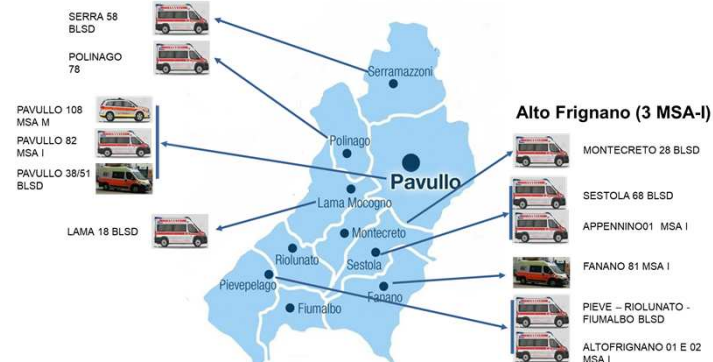 SERRA 58
BLSD
POLINAGO
78
PAVULLO 108
MSA M
PAVULLO 82
MSA I
PAVULLO 38/51
BLSD
LAMA 18 BLSD
Serramazzoni
Polinago
Pavullo
Lama Mocogno
Montecreto
Riolunato
Sestola
Pievepelago
Fiumalbo
Fanano
Alto Frignano (3 MSA-I)
MONTECRETO 28 BLSD
SESTOLA 68 BLSD
APPENNINO01 MSA I
FANANO 81 MSA I
PIEVE – RIOLUNATO -
FIUMALBO BLSD
ALTOFRIGNANO 01 E 02
MSA I